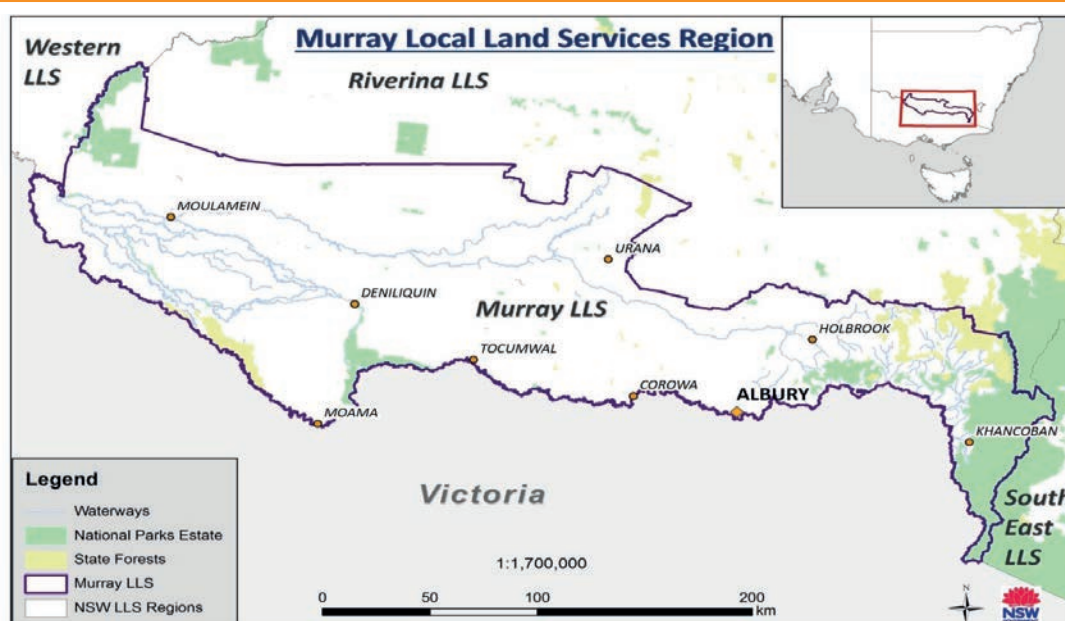 Murray Local Land Services Region
Western
LLS
Riverina LLS
MOULAMEIN
URANA
DENILIQUIN
Murray LLS
HOLBROOK
TOCUMWAL
COROWA
ALBURY
MOAMA
KHANCOBAN
Victoria
South
East
LLS
Legend
Waterways
National Parks Estate
State Forests
Murray LLS
NSW LLS Regions
1:1,700,000
0 50 100 200
km
N
NSW